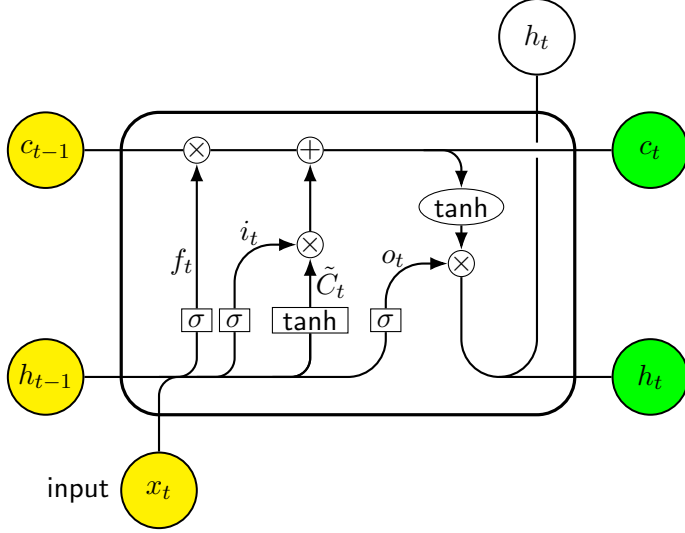 h_t
c_{t−1}
×
+
c_t
tanh
i_t
×
o_t
×
f_t
C̃_t
σ
σ
tanh
σ
h_{t−1}
h_t
input
x_t